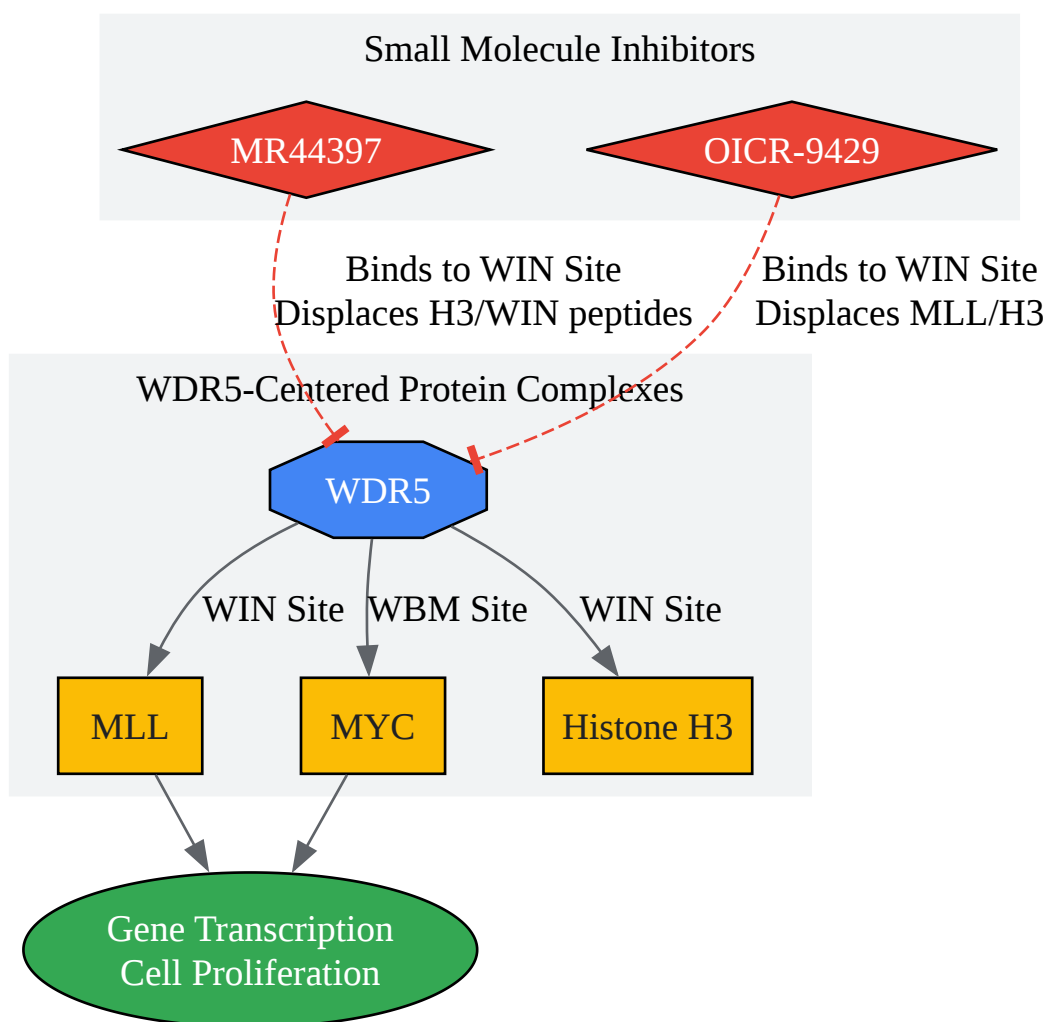 Small Molecule Inhibitors
MR44397
OICR-9429
Binds to WIN Site
Displaces H3/WIN peptides
Binds to WIN Site
Displaces MLL/H3
WDR5-Centered Protein Complexes
WDR5
WIN Site
WBM Site
WIN Site
MLL
MYC
Histone H3
Gene Transcription
Cell Proliferation